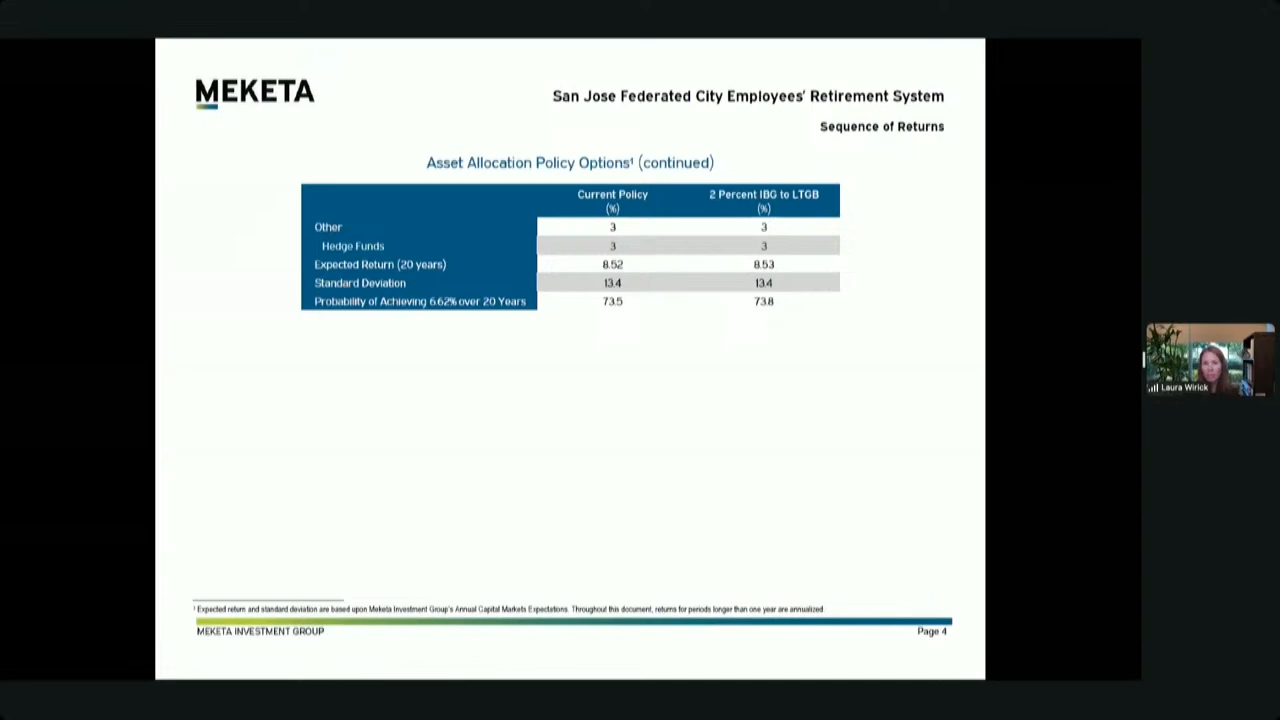 MEKETA
San Jose Federated City Employees' Retirement System
Sequence of Returns
Asset Allocation Policy Options¹ (continued)
Current Policy (%) 2 Percent IBG to LTGB (%)
Other 3 3
Hedge Funds 3 3
Expected Return (20 years) 8.52 8.53
Standard Deviation 13.4 13.4
Probability of Achieving 6.62% over 20 Years 73.5 73.8
Laura Wirick
¹ Expected return and standard deviation are based upon Meketa Investment Group's Annual Capital Markets Expectations. Throughout this document, returns for periods longer than one year are annualized.
MEKETA INVESTMENT GROUP Page 4